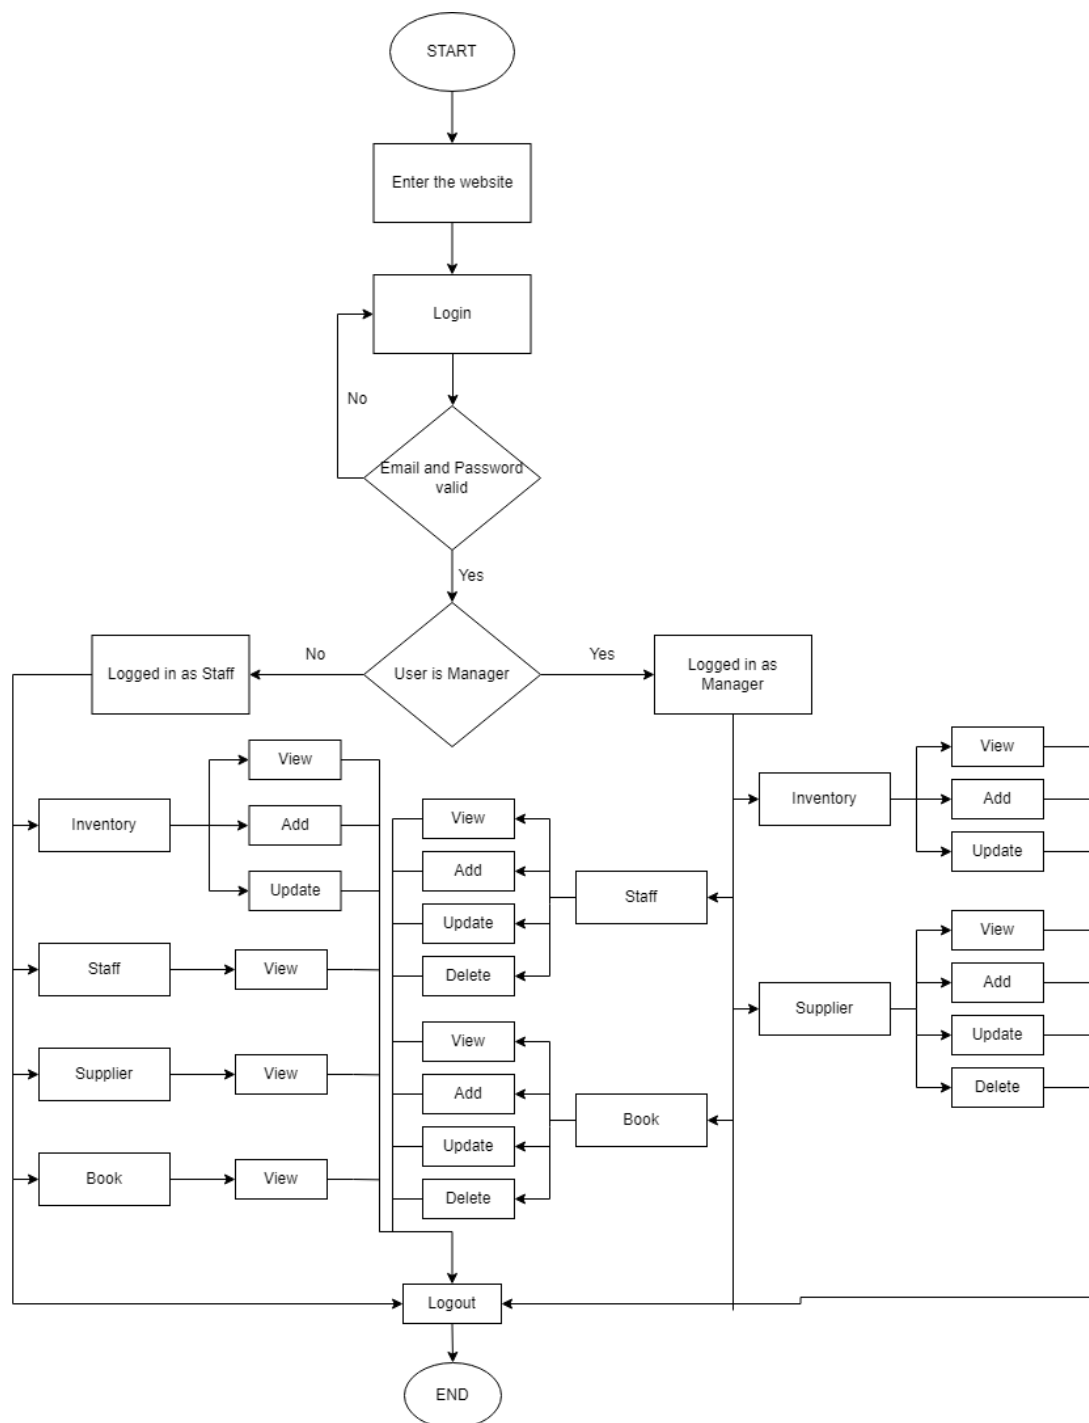 START
Enter the website
Login
No
Email and Password
valid
Yes
No
Yes
Logged in as Staff
User is Manager
Logged in as
Manager
View
Inventory
Add
Update
Staff
View
Supplier
View
Book
View
View
Add
Staff
Update
Delete
View
Add
Book
Update
Delete
View
Inventory
Add
Update
View
Add
Supplier
Update
Delete
Logout
END